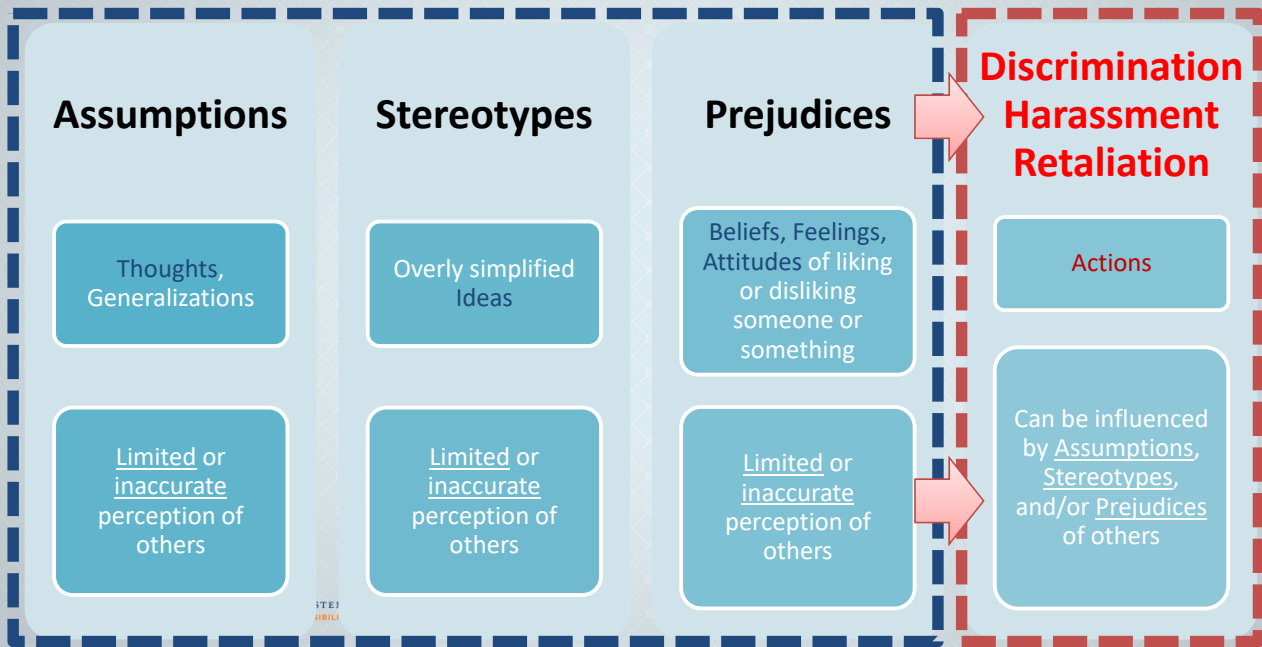 Assumptions
Thoughts,
Generalizations
Limited or
inaccurate
perception of
others
Stereotypes
Overly simplified
Ideas
Limited or
inaccurate
perception of
others
Prejudices
Beliefs, Feelings,
Attitudes of liking
or disliking
someone or
something
Limited or
inaccurate
perception of
others
Discrimination
Harassment
Retaliation
Actions
Can be influenced
by Assumptions,
Stereotypes,
and/or Prejudices
of others